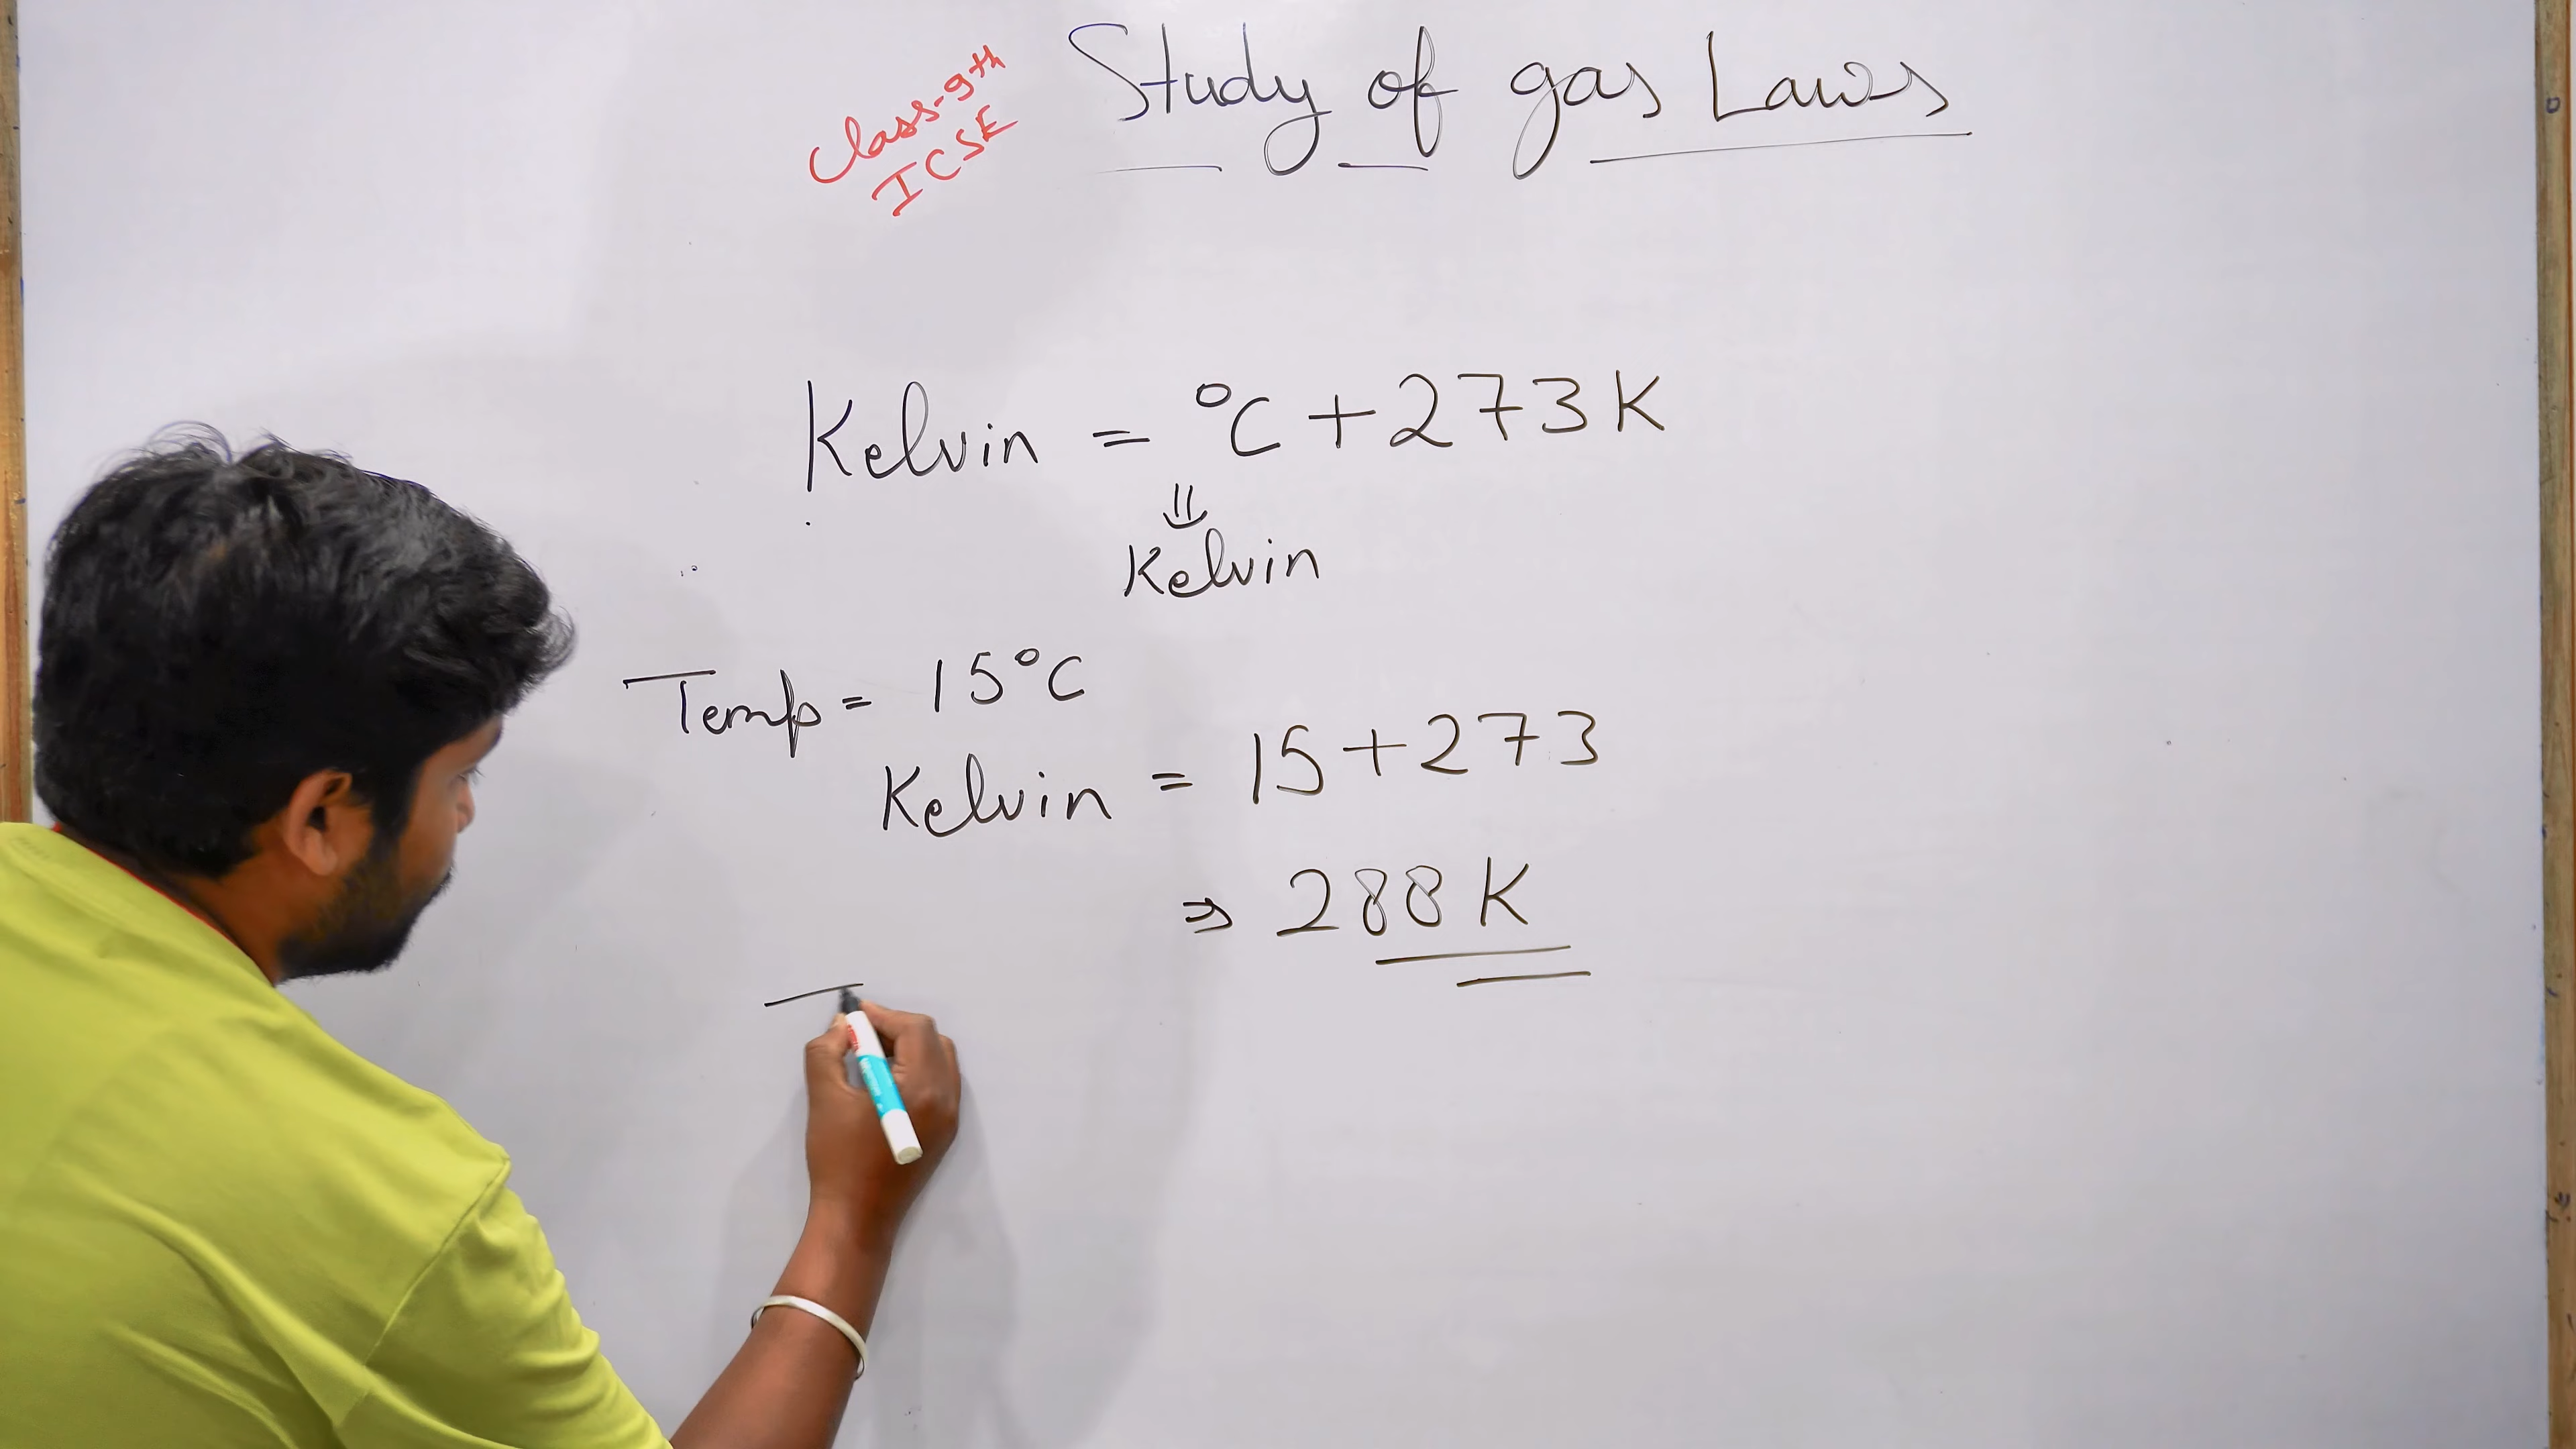 Class-9th
ICSE
Study of gas Laws
Kelvin = °C + 273 K
⇓
Kelvin
Temp = 15°C
Kelvin = 15 + 273
⇒ 288 K